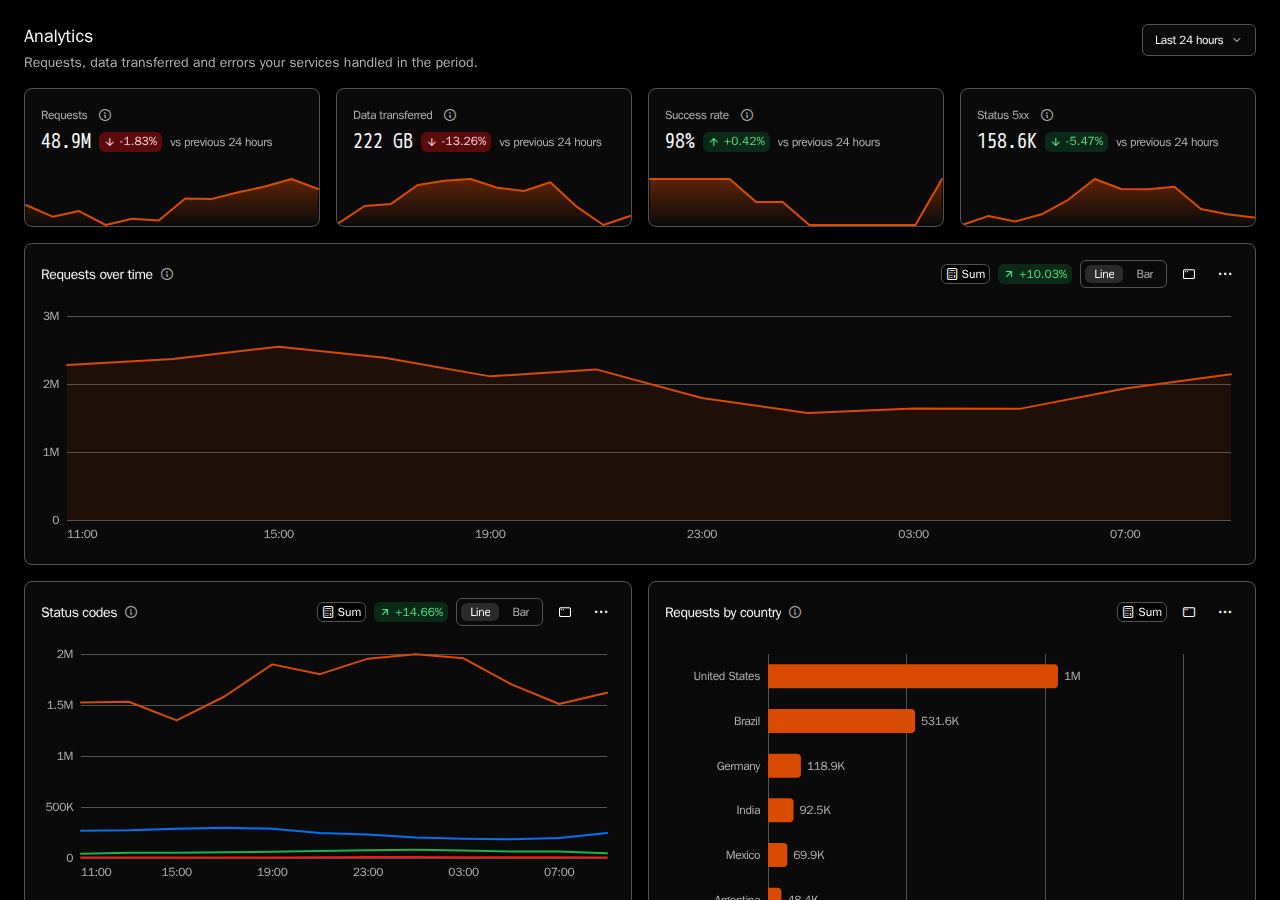 Analytics
Last 24 hours
Requests, data transferred and errors your services handled in the period.
Requests
48.9M -1.83% vs previous 24 hours
Data transferred
222 GB -13.26% vs previous 24 hours
Success rate
98% +0.42% vs previous 24 hours
Status 5xx
158.6K -5.47% vs previous 24 hours
Requests over time
Sum +10.03% Line Bar
3M
2M
1M
0
11:00 15:00 19:00 23:00 03:00 07:00
Status codes
Sum +14.66% Line Bar
2M
1.5M
1M
500K
0
11:00 15:00 19:00 23:00 03:00 07:00
Requests by country
Sum
United States 1M
Brazil 531.6K
Germany 118.9K
India 92.5K
Mexico 69.9K
Argentina 48.4K